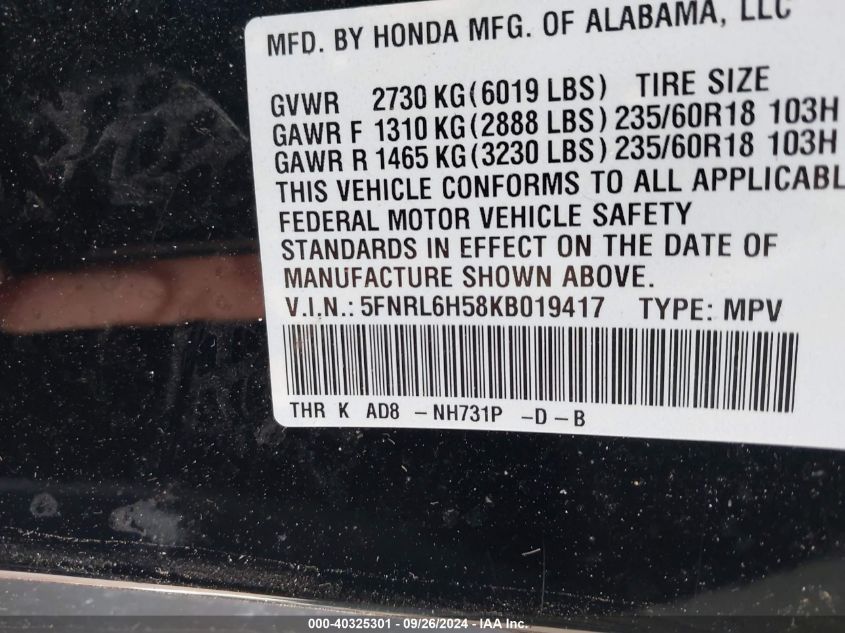 MFD. BY HONDA MFG. OF ALABAMA, LLC
GVWR 2730 KG (6019 LBS) TIRE SIZE
GAWR F 1310 KG (2888 LBS) 235/60R18 103H
GAWR R 1465 KG (3230 LBS) 235/60R18 103H
THIS VEHICLE CONFORMS TO ALL APPLICABL
FEDERAL MOTOR VEHICLE SAFETY
STANDARDS IN EFFECT ON THE DATE OF
MANUFACTURE SHOWN ABOVE.
V.I.N.: 5FNRL6H58KB019417 TYPE: MPV
THR K AD8 -NH731P -D-B
000-40325301 - 09/26/2024 - IAA Inc.